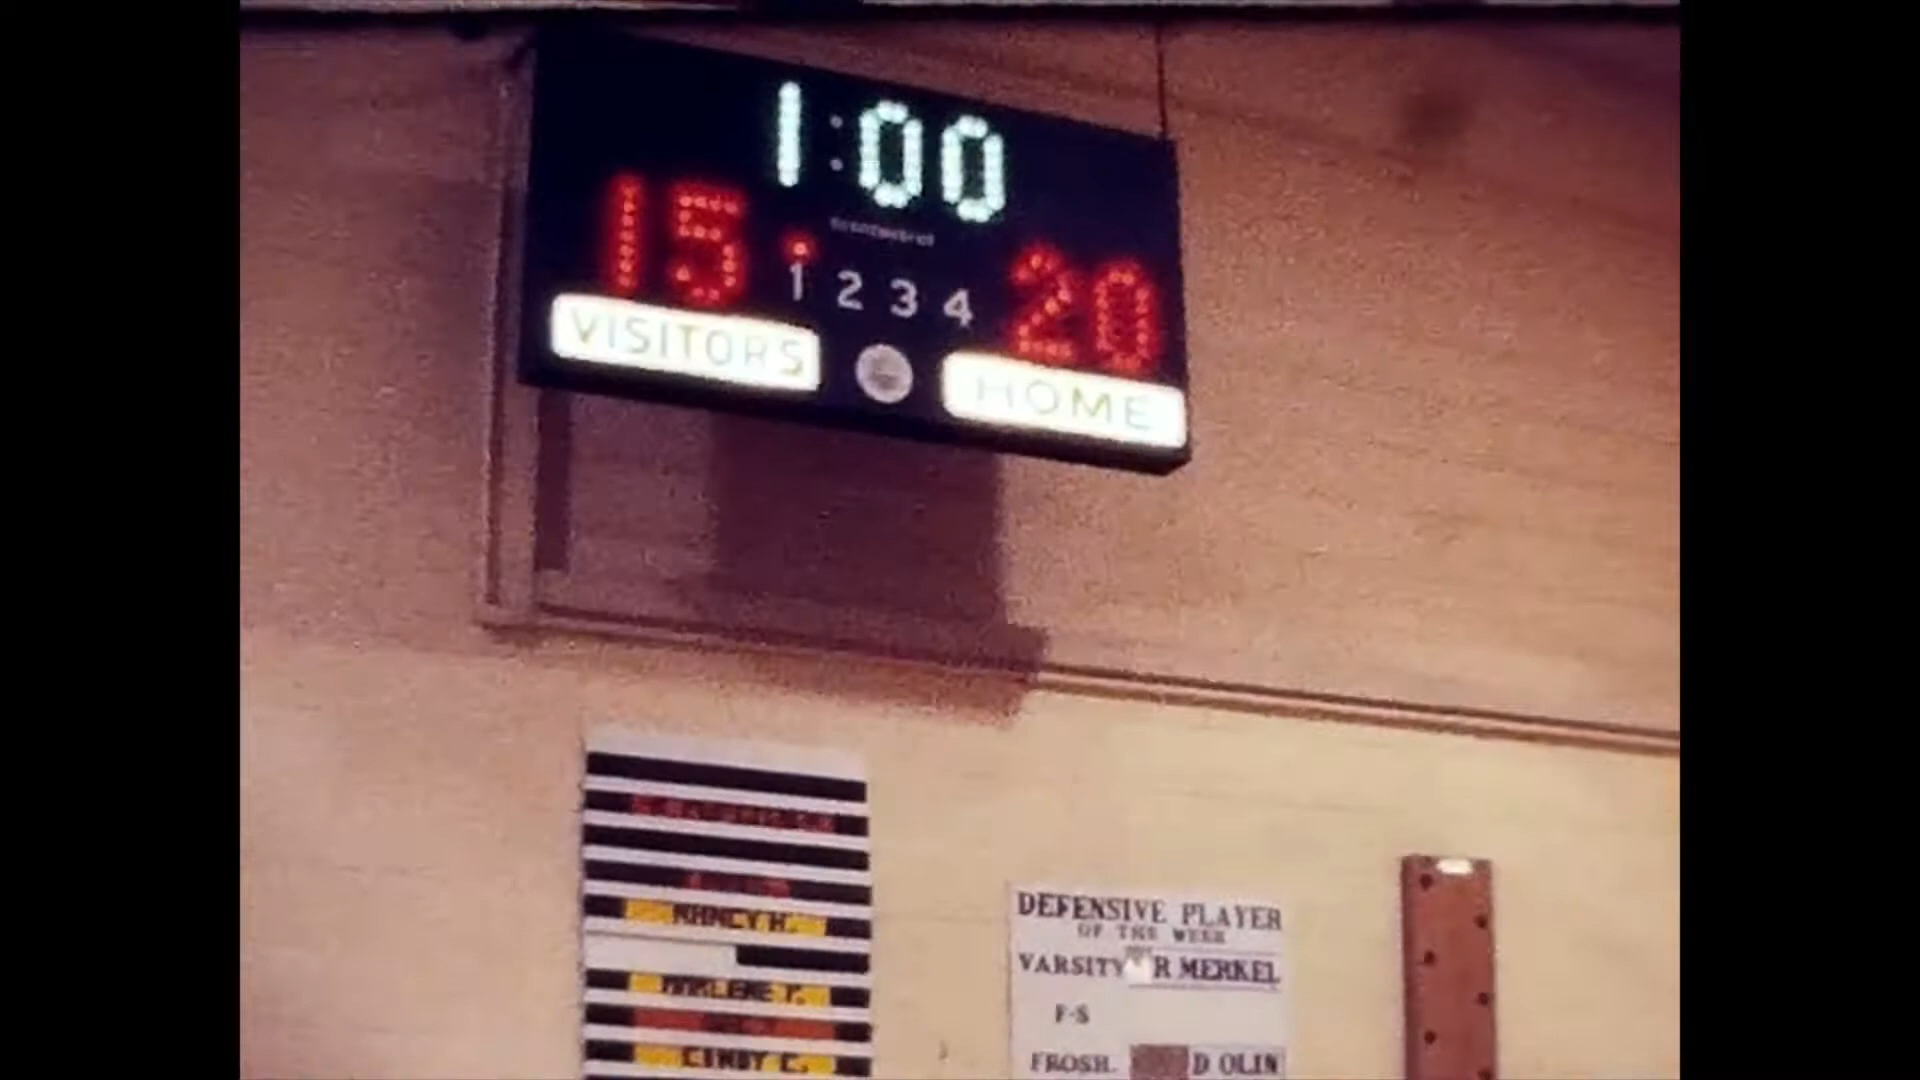 1:00
15
1 2 3 4
20
VISITORS
HOME
NANCY H.
MARLENE P.
CINDY C.
DEFENSIVE PLAYER
OF THE WEEK
VARSITY R MERKEL
F-S
FROSH. D OLIN